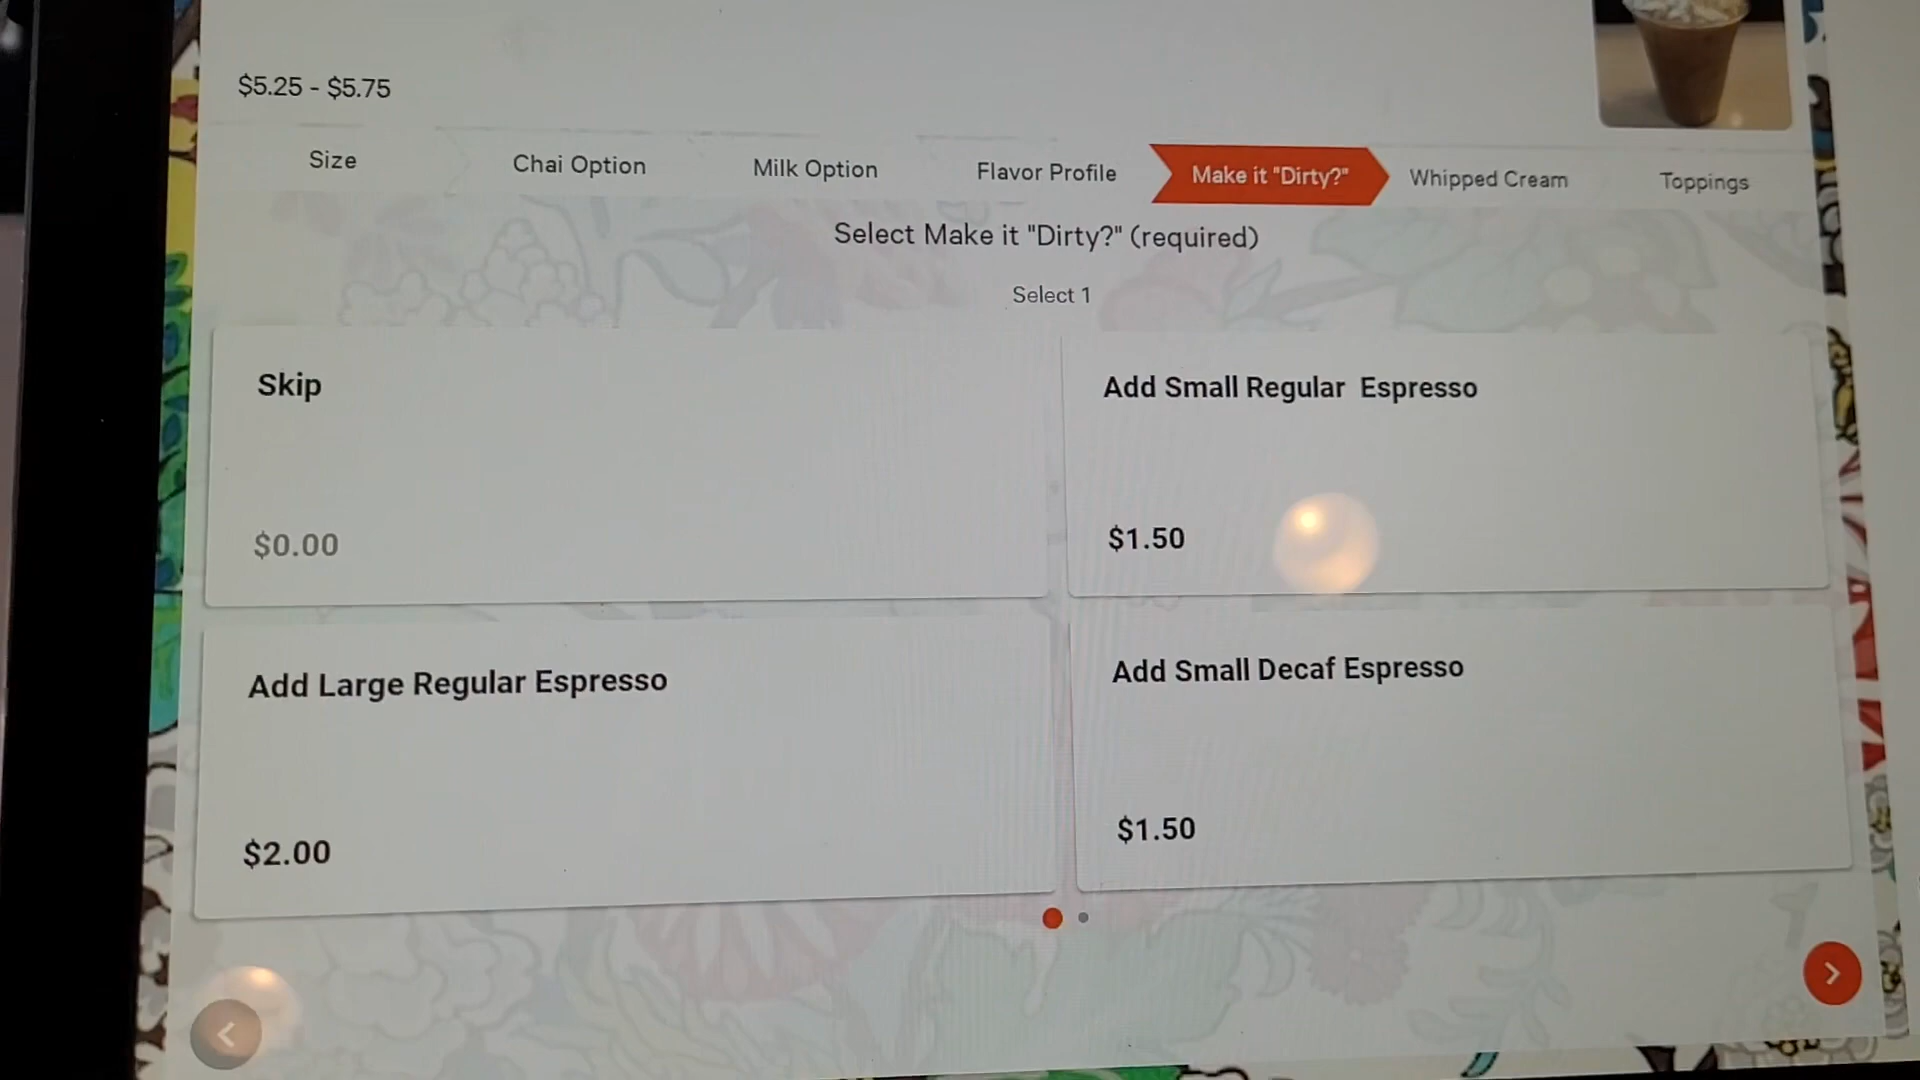 $5.25 - $5.75
Size
Chai Option
Milk Option
Flavor Profile
Make it "Dirty?"
Whipped Cream
Toppings
Select Make it "Dirty?" (required)
Select 1
Skip
$0.00
Add Small Regular Espresso
$1.50
Add Large Regular Espresso
$2.00
Add Small Decaf Espresso
$1.50